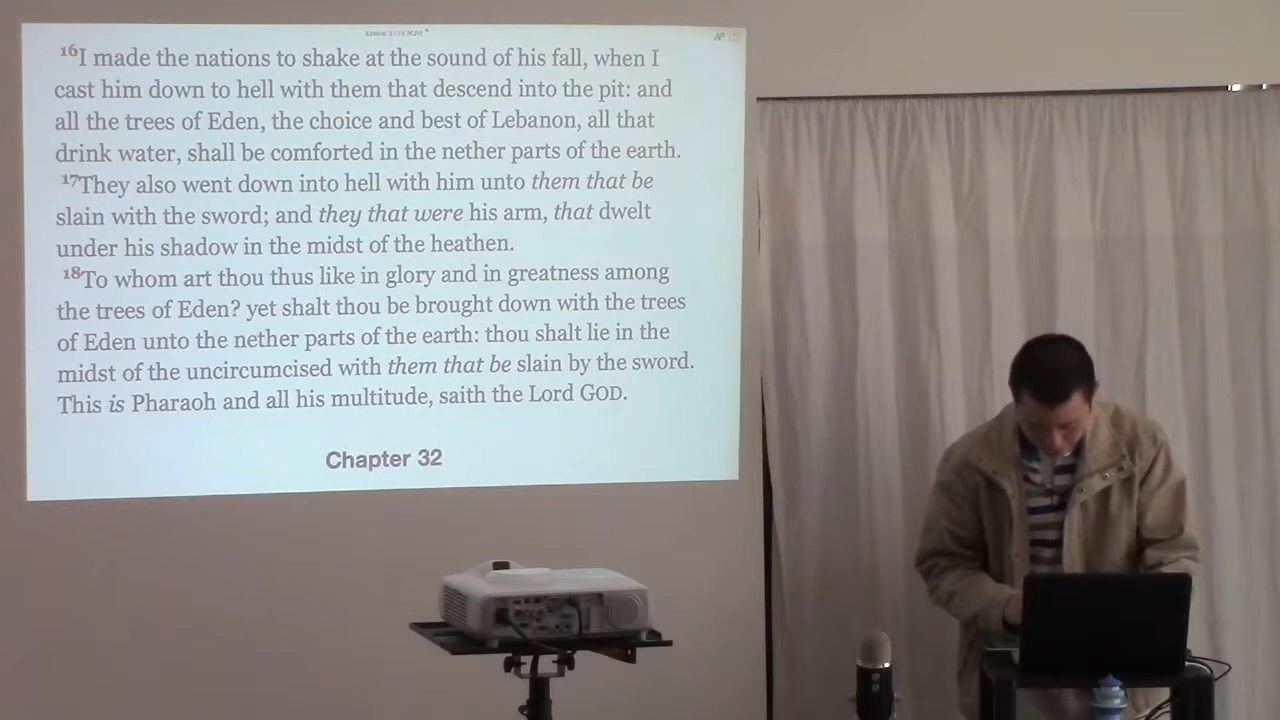 Ezekiel 31:18 (KJV)
16I made the nations to shake at the sound of his fall, when I
cast him down to hell with them that descend into the pit: and
all the trees of Eden, the choice and best of Lebanon, all that
drink water, shall be comforted in the nether parts of the earth.
17They also went down into hell with him unto them that be
slain with the sword; and they that were his arm, that dwelt
under his shadow in the midst of the heathen.
18To whom art thou thus like in glory and in greatness among
the trees of Eden? yet shalt thou be brought down with the trees
of Eden unto the nether parts of the earth: thou shalt lie in the
midst of the uncircumcised with them that be slain by the sword.
This is Pharaoh and all his multitude, saith the Lord GOD.
Chapter 32